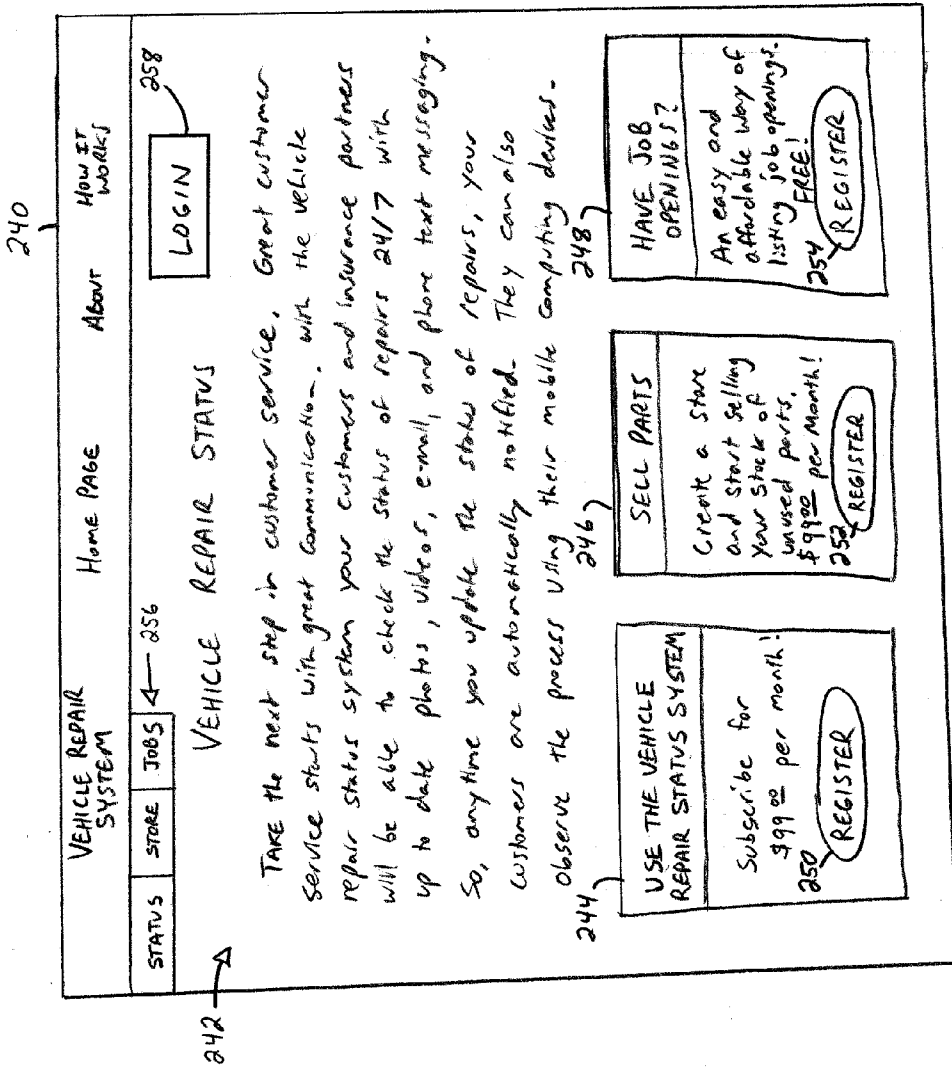 240
VEHICLE REPAIR
SYSTEM
HOME PAGE
ABOUT
HOW IT
WORKS
STATUS
STORE
JOBS
256
LOGIN
258
242
VEHICLE REPAIR STATUS
TAKE the next step in customer service. Great customer
service starts with great communication. with the vehicle
repair status system your customers and insurance partners
will be able to check the status of repairs 24/7 with
up to date photos, videos, e-mail, and phone text messaging.
So, anytime you update the status of repairs, your
customers are automatically notified. They can also
observe the process using their mobile computing devices.
244
USE THE VEHICLE
REPAIR STATUS SYSTEM
Subscribe for
$99.00 per month!
250
REGISTER
246
SELL PARTS
Create a store
and start selling
your stock of
unused parts.
$99.00 per Month!
252
REGISTER
248
HAVE JOB
OPENINGS?
An easy and
affordable way of
listing job openings.
FREE!
254
REGISTER